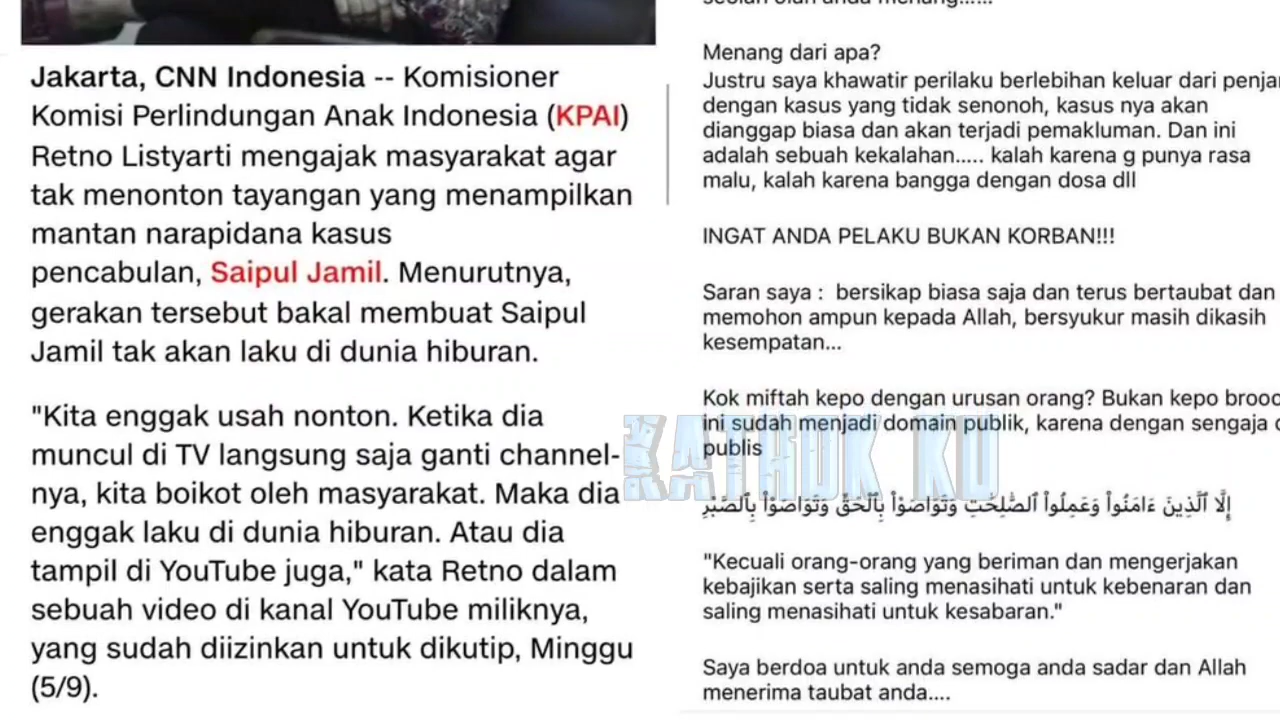 Jakarta, CNN Indonesia -- Komisioner
Komisi Perlindungan Anak Indonesia (KPAI)
Retno Listyarti mengajak masyarakat agar
tak menonton tayangan yang menampilkan
mantan narapidana kasus
pencabulan, Saipul Jamil. Menurutnya,
gerakan tersebut bakal membuat Saipul
Jamil tak akan laku di dunia hiburan.
"Kita enggak usah nonton. Ketika dia
muncul di TV langsung saja ganti channel-
nya, kita boikot oleh masyarakat. Maka dia
enggak laku di dunia hiburan. Atau dia
tampil di YouTube juga," kata Retno dalam
sebuah video di kanal YouTube miliknya,
yang sudah diizinkan untuk dikutip, Minggu
(5/9).
seolah olah anda menang......
Menang dari apa?
Justru saya khawatir perilaku berlebihan keluar dari
dengan kasus yang tidak senonoh, kasus nya akan
dianggap biasa dan akan terjadi pemakluman. Dan ini
adalah sebuah kekalahan..... kalah karena g punya rasa
malu, kalah karena bangga dengan dosa dll
INGAT ANDA PELAKU BUKAN KORBAN!!!
Saran saya : bersikap biasa saja dan terus bertaubat dan
memohon ampun kepada Allah, bersyukur masih dikasih
kesempatan...
Kok miftah kepo dengan urusan orang? Bukan kepo brooo
ini sudah menjadi domain publik, karena dengan sengaja
publis
إِلَّا ٱلَّذِينَ ءَامَنُوا۟ وَعَمِلُوا۟ ٱلصَّٰلِحَٰتِ وَتَوَاصَوْا۟ بِٱلْحَقِّ وَتَوَاصَوْا۟ بِٱلصَّبْرِ
"Kecuali orang-orang yang beriman dan mengerjakan
kebajikan serta saling menasihati untuk kebenaran dan
saling menasihati untuk kesabaran."
Saya berdoa untuk anda semoga anda sadar dan Allah
menerima taubat anda....
KATHOK KU